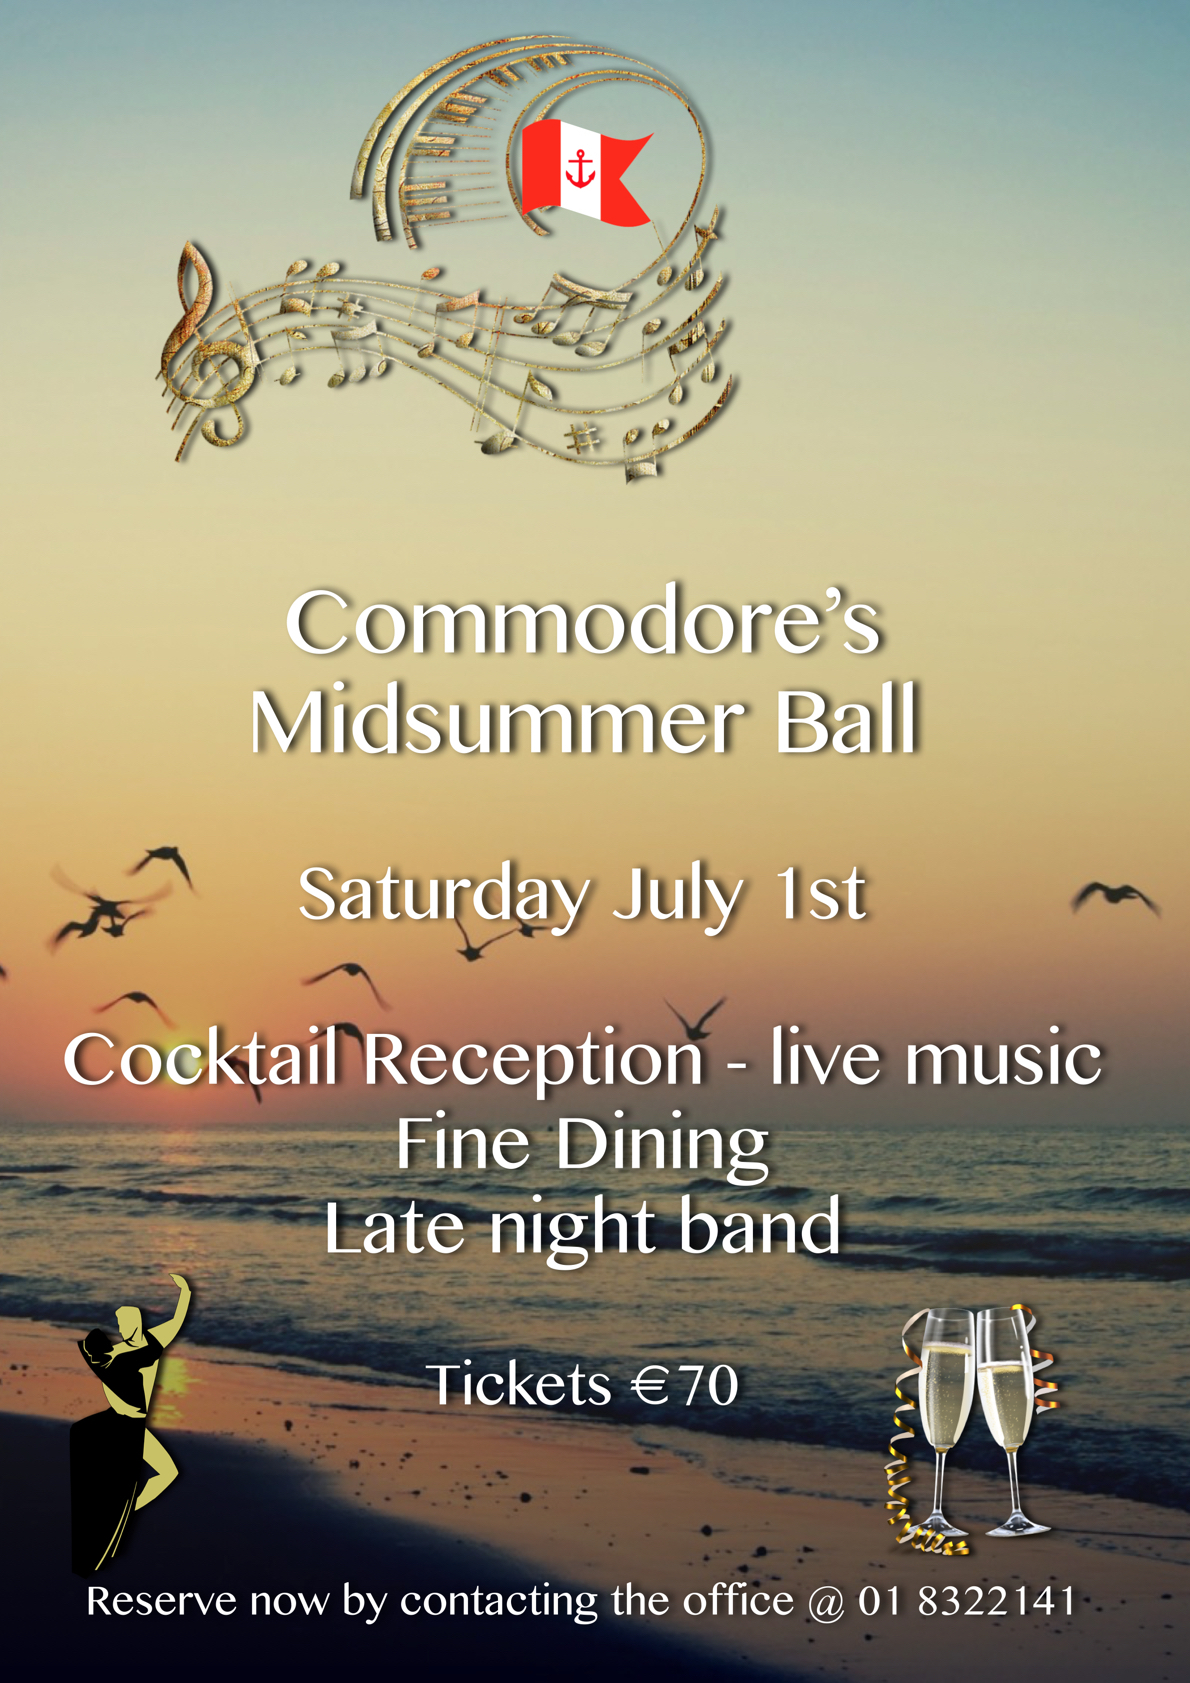 Commodore’s
Midsummer Ball
Saturday July 1st
Cocktail Reception - live music
Fine Dining
Late night band
Tickets €70
Reserve now by contacting the office @ 01 8322141